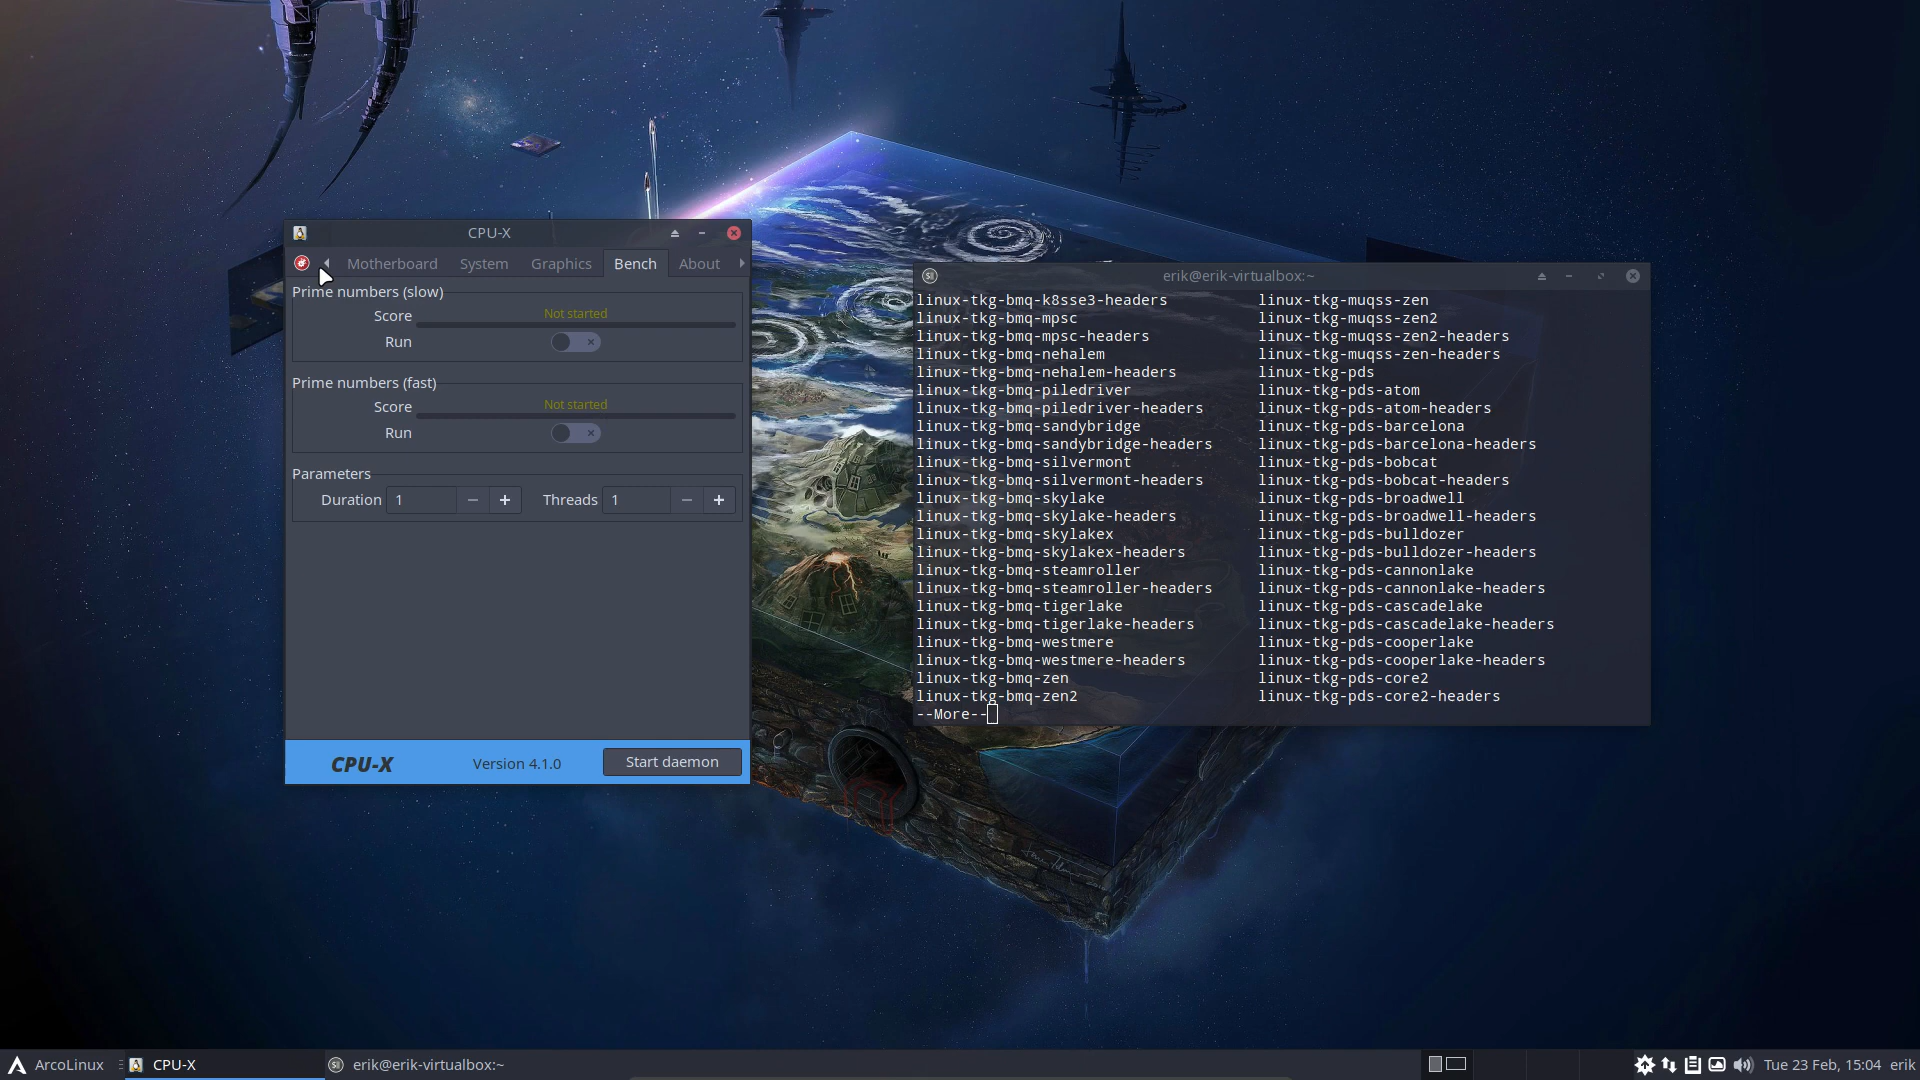 CPU-X
Motherboard System Graphics Bench About
Prime numbers (slow)
Score Not started
Run
Prime numbers (fast)
Score Not started
Run
Parameters
Duration 1 − + Threads 1 − +
CPU-X Version 4.1.0 Start daemon
erik@erik-virtualbox:~
linux-tkg-bmq-k8sse3-headers linux-tkg-muqss-zen
linux-tkg-bmq-mpsc linux-tkg-muqss-zen2
linux-tkg-bmq-mpsc-headers linux-tkg-muqss-zen2-headers
linux-tkg-bmq-nehalem linux-tkg-muqss-zen-headers
linux-tkg-bmq-nehalem-headers linux-tkg-pds
linux-tkg-bmq-piledriver linux-tkg-pds-atom
linux-tkg-bmq-piledriver-headers linux-tkg-pds-atom-headers
linux-tkg-bmq-sandybridge linux-tkg-pds-barcelona
linux-tkg-bmq-sandybridge-headers linux-tkg-pds-barcelona-headers
linux-tkg-bmq-silvermont linux-tkg-pds-bobcat
linux-tkg-bmq-silvermont-headers linux-tkg-pds-bobcat-headers
linux-tkg-bmq-skylake linux-tkg-pds-broadwell
linux-tkg-bmq-skylake-headers linux-tkg-pds-broadwell-headers
linux-tkg-bmq-skylakex linux-tkg-pds-bulldozer
linux-tkg-bmq-skylakex-headers linux-tkg-pds-bulldozer-headers
linux-tkg-bmq-steamroller linux-tkg-pds-cannonlake
linux-tkg-bmq-steamroller-headers linux-tkg-pds-cannonlake-headers
linux-tkg-bmq-tigerlake linux-tkg-pds-cascadelake
linux-tkg-bmq-tigerlake-headers linux-tkg-pds-cascadelake-headers
linux-tkg-bmq-westmere linux-tkg-pds-cooperlake
linux-tkg-bmq-westmere-headers linux-tkg-pds-cooperlake-headers
linux-tkg-bmq-zen linux-tkg-pds-core2
linux-tkg-bmq-zen2 linux-tkg-pds-core2-headers
--More--
ArcoLinux CPU-X erik@erik-virtualbox:~ Tue 23 Feb, 15:04 erik